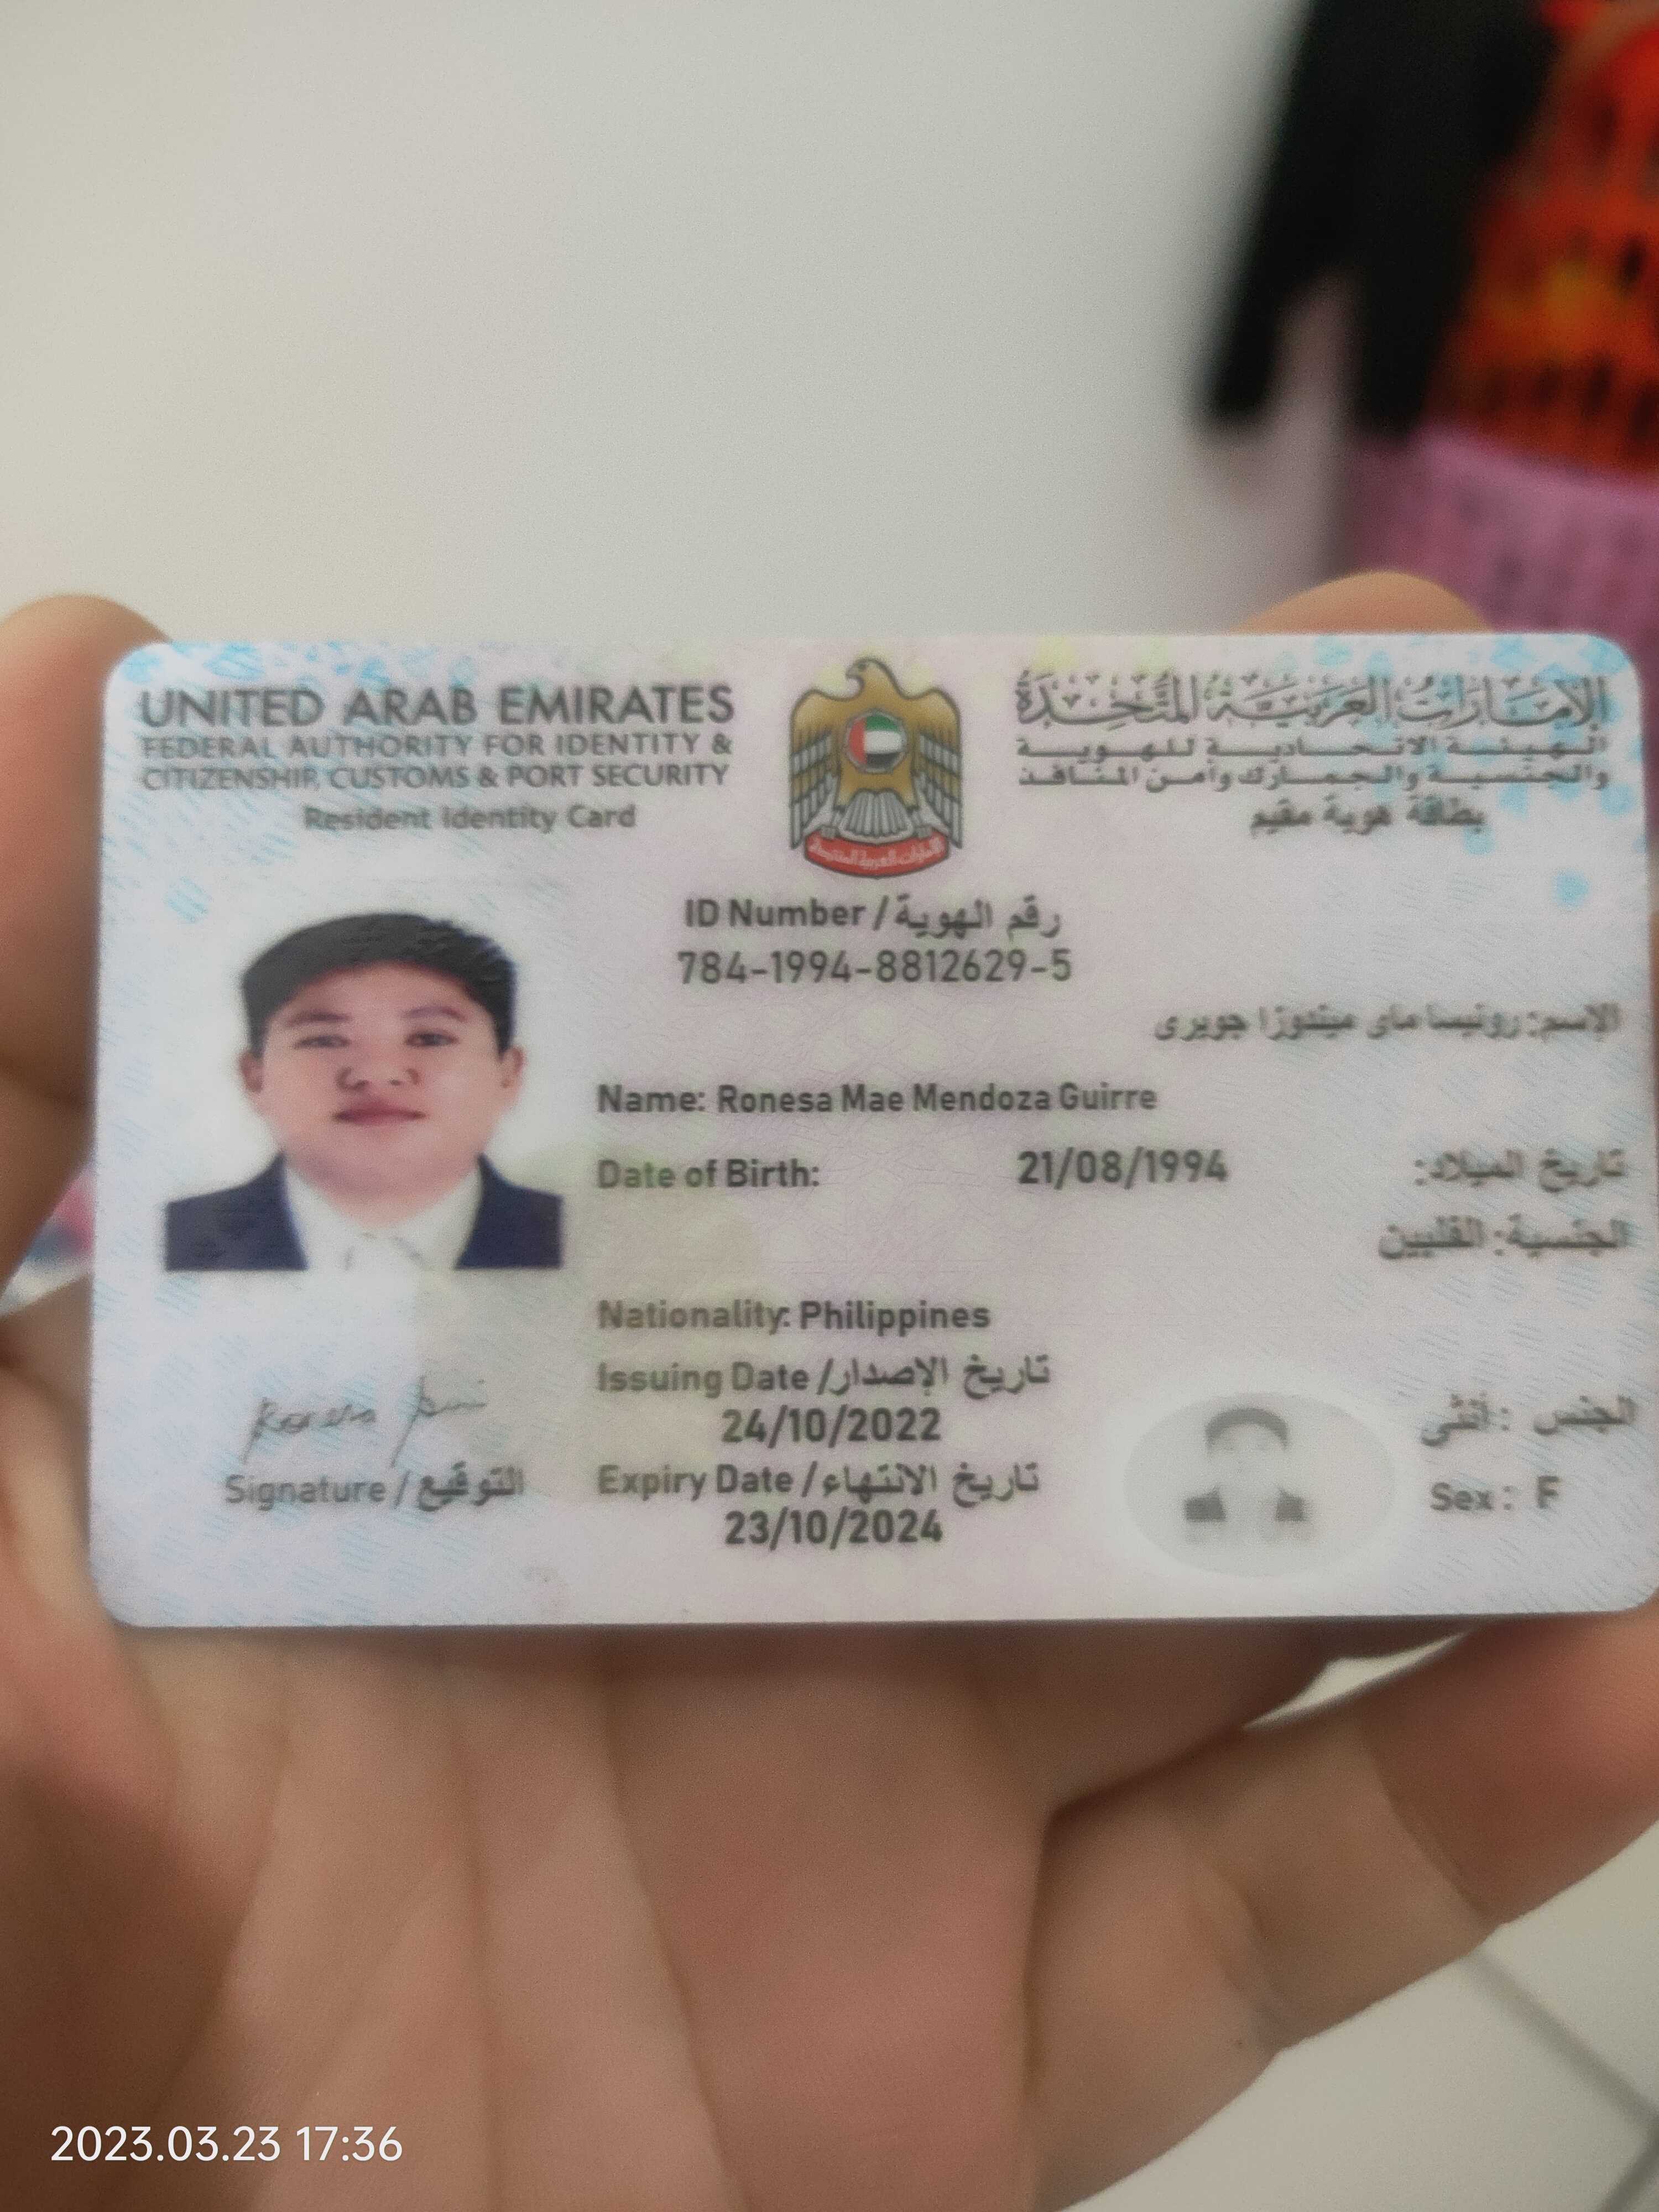 UNITED ARAB EMIRATES
FEDERAL AUTHORITY FOR IDENTITY &
CITIZENSHIP, CUSTOMS & PORT SECURITY
Resident Identity Card
الإمارات العربية المتحدة
الهيئة الاتحادية للهوية
والجنسية والجمارك وأمن المنافذ
بطاقة هوية مقيم
الإمارات العربية المتحدة
ID Number / رقم الهوية
784-1994-8812629-5
الإسم: رونيسا ماى ميندوزا جويرى
Name: Ronesa Mae Mendoza Guirre
Date of Birth: 21/08/1994 تاريخ الميلاد:
الجنسية: الفلبين
Nationality: Philippines
Issuing Date / تاريخ الإصدار
24/10/2022
Expiry Date / تاريخ الانتهاء
23/10/2024
الجنس : أنثى
Sex : F
Ronesa
Signature / التوقيع
2023.03.23 17:36